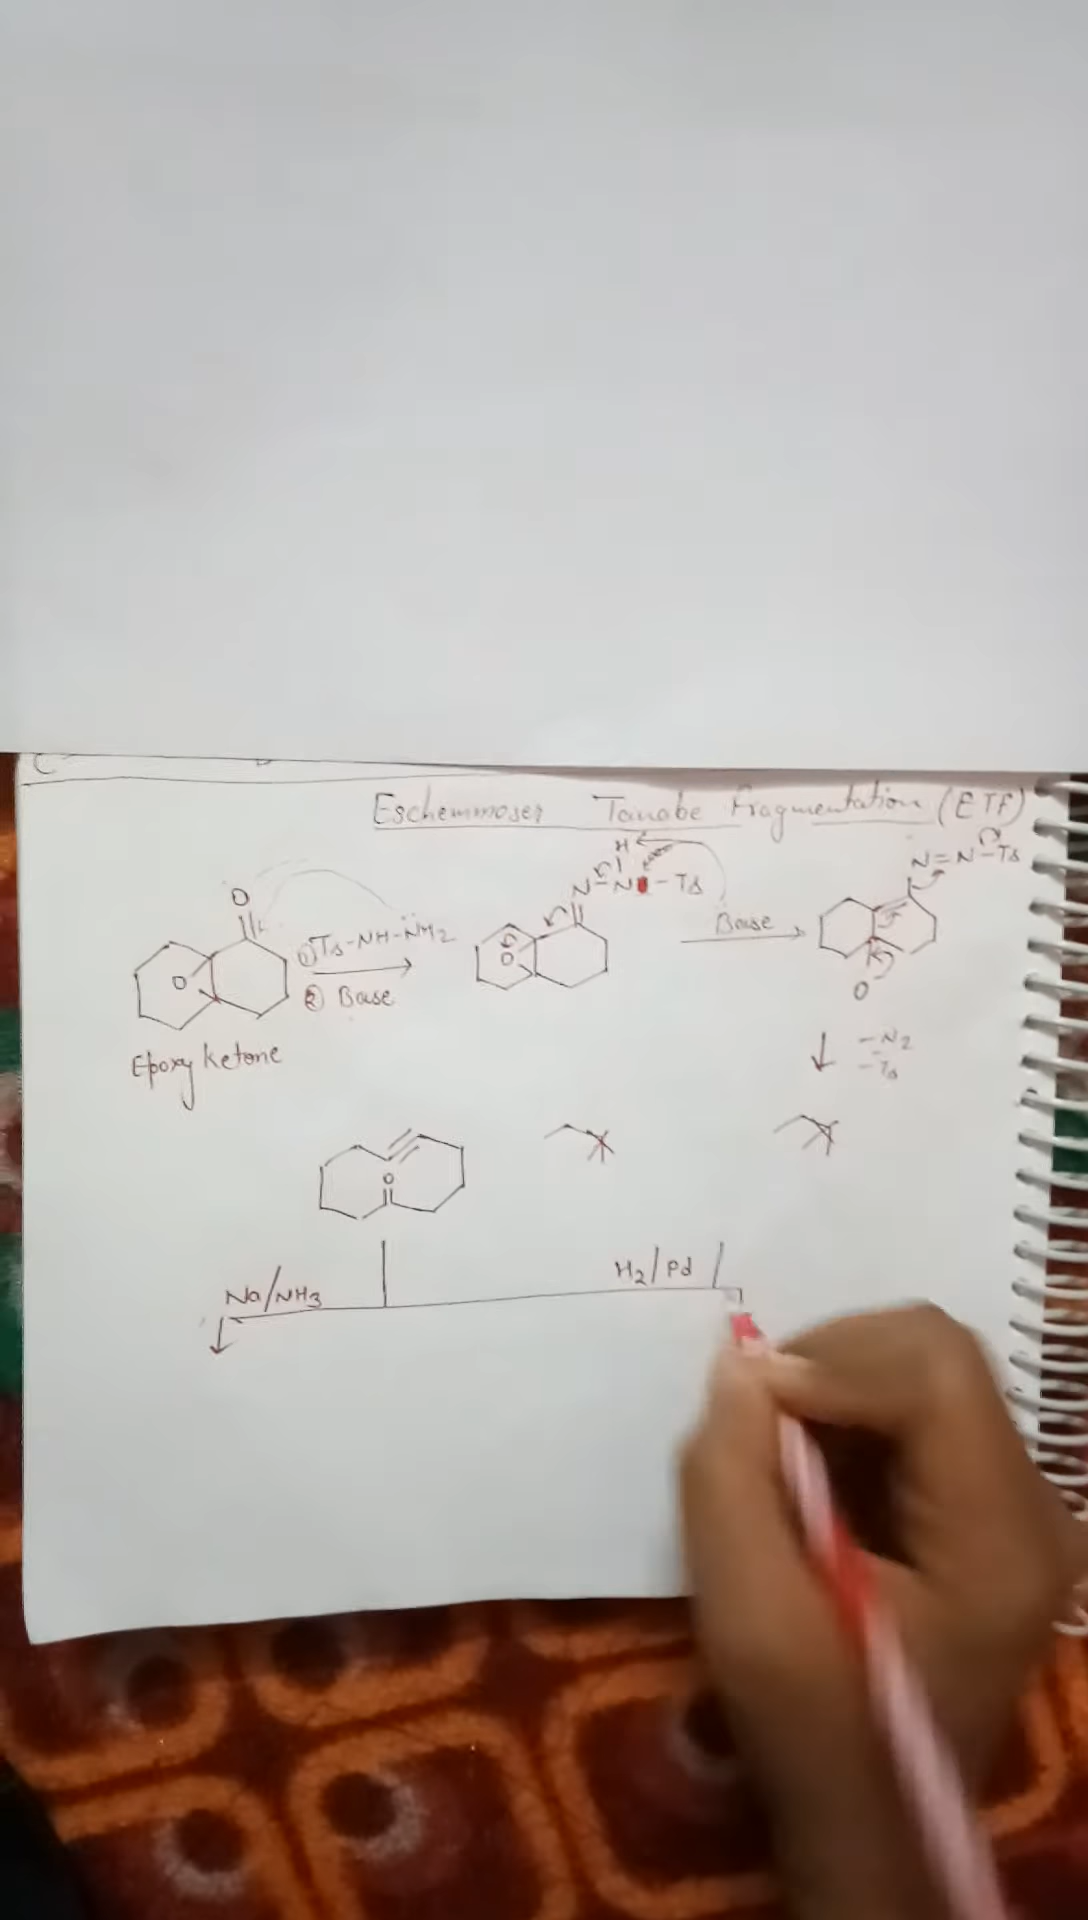 Eschemmoser Tanabe Fragmentation (ETF)
O
① Ts-NH-NH2
② Base
O
Epoxy ketone
H
N-N-Ts
O
Base
N=N-Ts
O
-N2
-Ts
O
Na/NH3
H2/Pd